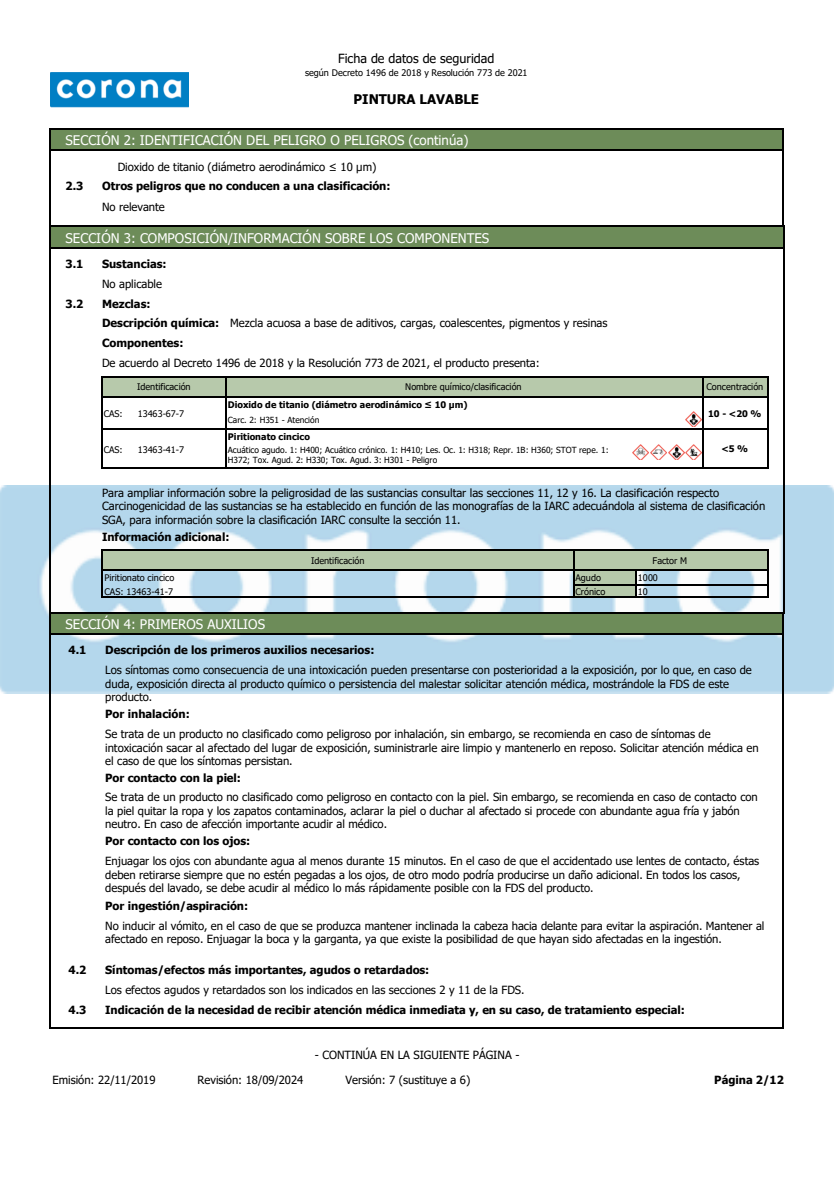 Ficha de datos de seguridad
según Decreto 1496 de 2018 y Resolución 773 de 2021
corona
PINTURA LAVABLE
SECCIÓN 2: IDENTIFICACIÓN DEL PELIGRO O PELIGROS (continúa)
Dioxido de titanio (diámetro aerodinámico ≤ 10 µm)
2.3 Otros peligros que no conducen a una clasificación:
No relevante
SECCIÓN 3: COMPOSICIÓN/INFORMACIÓN SOBRE LOS COMPONENTES
3.1 Sustancias:
No aplicable
3.2 Mezclas:
Descripción química: Mezcla acuosa a base de aditivos, cargas, coalescentes, pigmentos y resinas
Componentes:
De acuerdo al Decreto 1496 de 2018 y la Resolución 773 de 2021, el producto presenta:
Identificación Nombre químico/clasificación Concentración
CAS: 13463-67-7 Dioxido de titanio (diámetro aerodinámico ≤ 10 µm) 10 - <20 %
Carc. 2: H351 - Atención
CAS: 13463-41-7 Piritionato cincico <5 %
Acuático agudo. 1: H400; Acuático crónico. 1: H410; Les. Oc. 1: H318; Repr. 1B: H360; STOT repe. 1:
H372; Tox. Agud. 2: H330; Tox. Agud. 3: H301 - Peligro
Para ampliar información sobre la peligrosidad de las sustancias consultar las secciones 11, 12 y 16. La clasificación respecto
Carcinogenicidad de las sustancias se ha establecido en función de las monografías de la IARC adecuándola al sistema de clasificación
SGA, para información sobre la clasificación IARC consulte la sección 11.
Información adicional:
Identificación Factor M
Piritionato cincico Agudo 1000
CAS: 13463-41-7 Crónico 10
corona
SECCIÓN 4: PRIMEROS AUXILIOS
4.1 Descripción de los primeros auxilios necesarios:
Los síntomas como consecuencia de una intoxicación pueden presentarse con posterioridad a la exposición, por lo que, en caso de
duda, exposición directa al producto químico o persistencia del malestar solicitar atención médica, mostrándole la FDS de este
producto.
Por inhalación:
Se trata de un producto no clasificado como peligroso por inhalación, sin embargo, se recomienda en caso de síntomas de
intoxicación sacar al afectado del lugar de exposición, suministrarle aire limpio y mantenerlo en reposo. Solicitar atención médica en
el caso de que los síntomas persistan.
Por contacto con la piel:
Se trata de un producto no clasificado como peligroso en contacto con la piel. Sin embargo, se recomienda en caso de contacto con
la piel quitar la ropa y los zapatos contaminados, aclarar la piel o duchar al afectado si procede con abundante agua fría y jabón
neutro. En caso de afección importante acudir al médico.
Por contacto con los ojos:
Enjuagar los ojos con abundante agua al menos durante 15 minutos. En el caso de que el accidentado use lentes de contacto, éstas
deben retirarse siempre que no estén pegadas a los ojos, de otro modo podría producirse un daño adicional. En todos los casos,
después del lavado, se debe acudir al médico lo más rápidamente posible con la FDS del producto.
Por ingestión/aspiración:
No inducir al vómito, en el caso de que se produzca mantener inclinada la cabeza hacia delante para evitar la aspiración. Mantener al
afectado en reposo. Enjuagar la boca y la garganta, ya que existe la posibilidad de que hayan sido afectadas en la ingestión.
4.2 Síntomas/efectos más importantes, agudos o retardados:
Los efectos agudos y retardados son los indicados en las secciones 2 y 11 de la FDS.
4.3 Indicación de la necesidad de recibir atención médica inmediata y, en su caso, de tratamiento especial:
- CONTINÚA EN LA SIGUIENTE PÁGINA -
Emisión: 22/11/2019 Revisión: 18/09/2024 Versión: 7 (sustituye a 6) Página 2/12